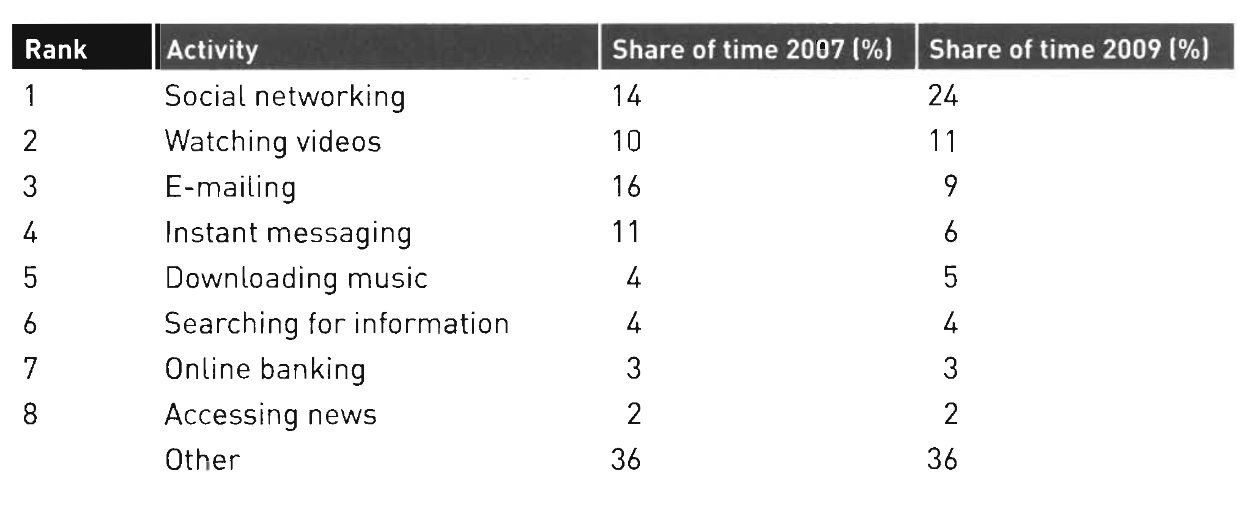 Rank Activity Share of time 2007 (%) Share of time 2009 (%)
1 Social networking 14 24
2 Watching videos 10 11
3 E-mailing 16 9
4 Instant messaging 11 6
5 Downloading music 4 5
6 Searching for information 4 4
7 Online banking 3 3
8 Accessing news 2 2
Other 36 36